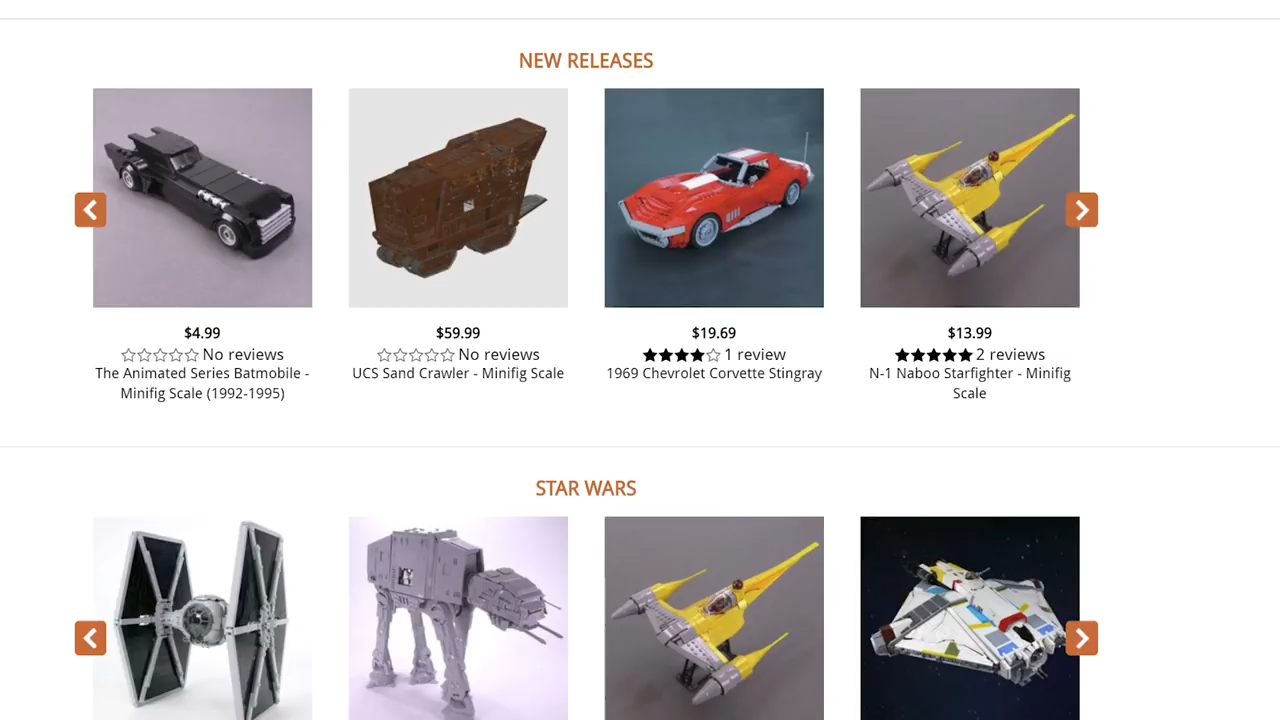 NEW RELEASES
$4.99
No reviews
The Animated Series Batmobile -
Minifig Scale (1992-1995)
$59.99
No reviews
UCS Sand Crawler - Minifig Scale
$19.69
1 review
1969 Chevrolet Corvette Stingray
$13.99
2 reviews
N-1 Naboo Starfighter - Minifig
Scale
STAR WARS